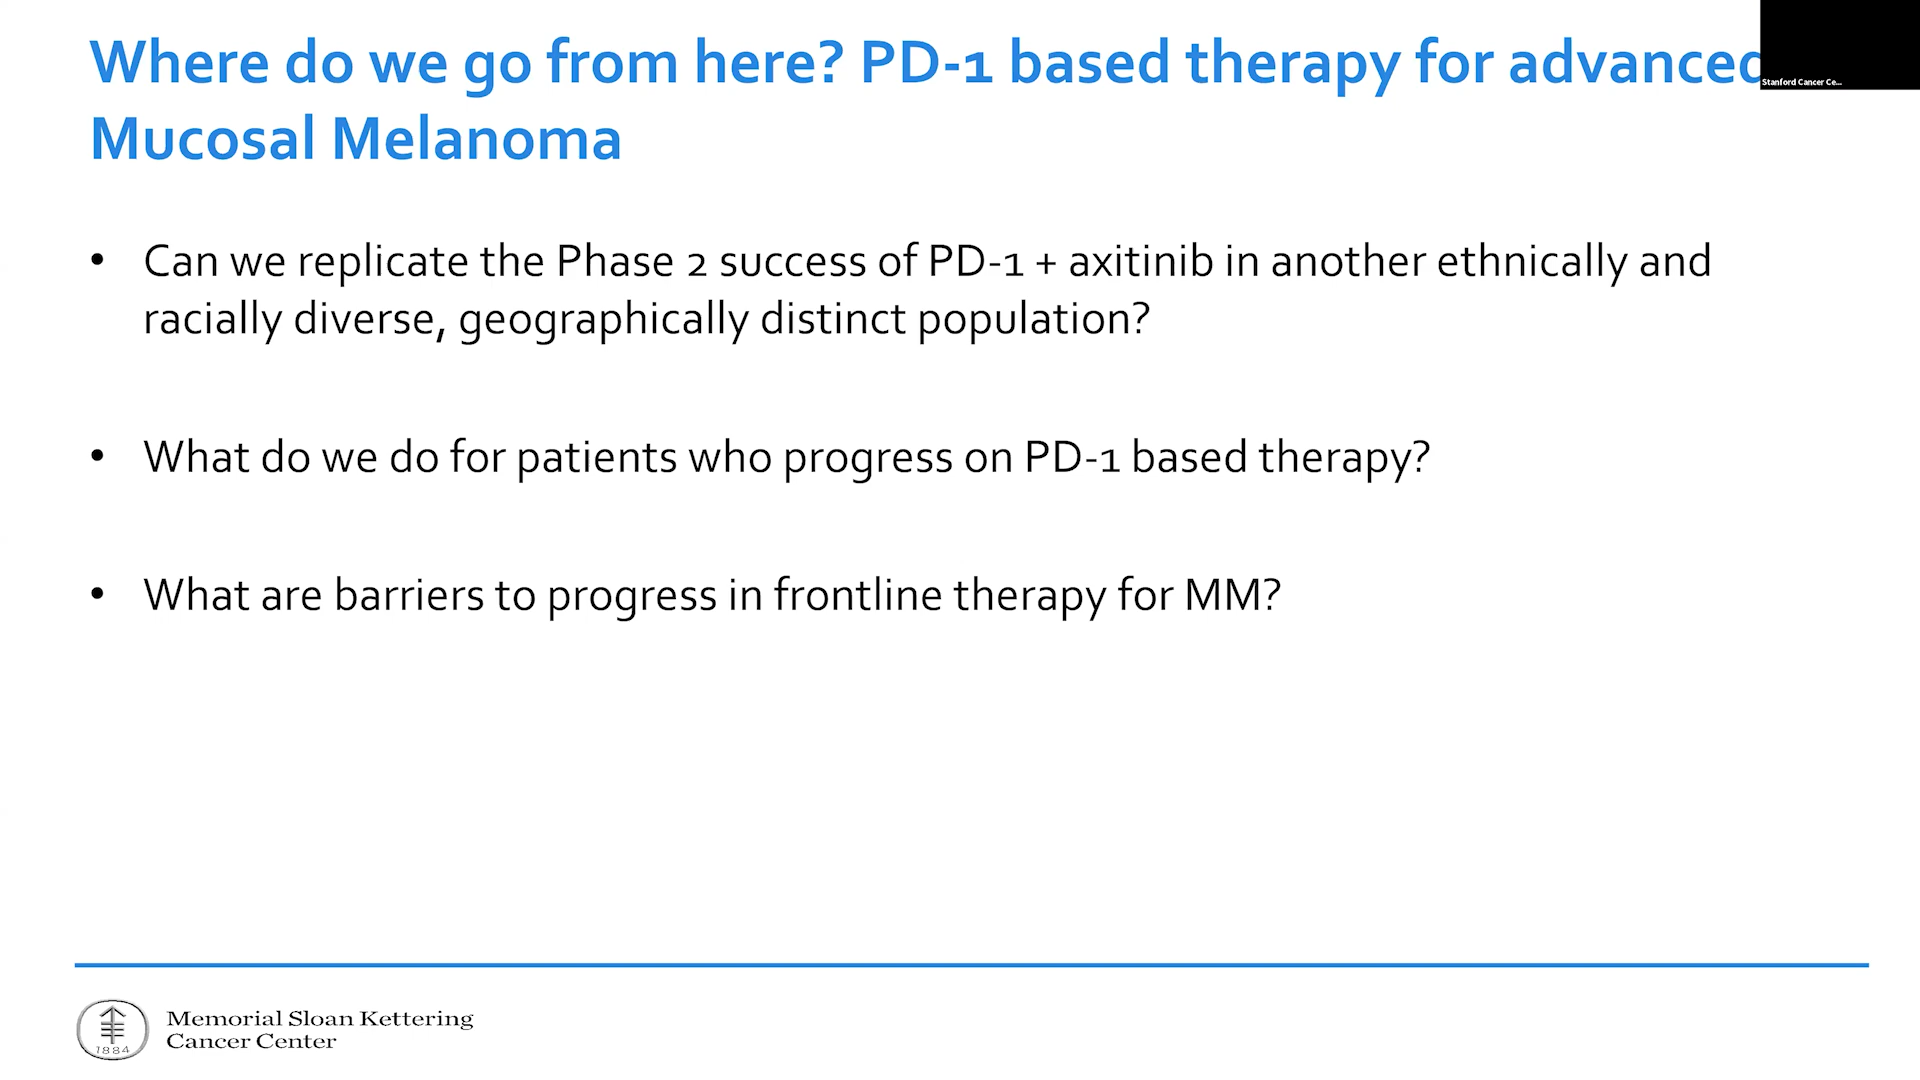 Where do we go from here? PD-1 based therapy for advanced
Mucosal Melanoma
Stanford Cancer Ce...
• Can we replicate the Phase 2 success of PD-1 + axitinib in another ethnically and
racially diverse, geographically distinct population?
• What do we do for patients who progress on PD-1 based therapy?
• What are barriers to progress in frontline therapy for MM?
1884
Memorial Sloan Kettering
Cancer Center